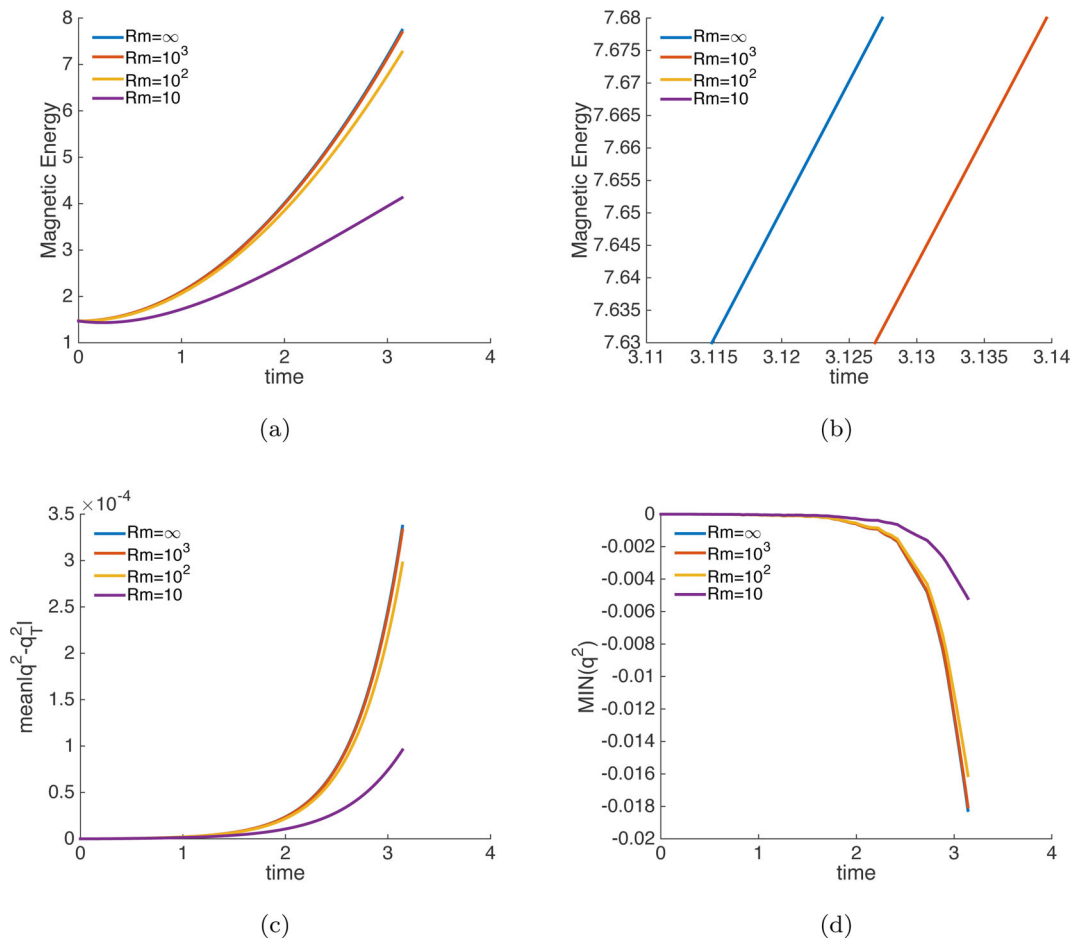 8
7
6
5
4
3
2
1
0
1
2
3
4
time
Magnetic Energy
Rm=∞
Rm=10³
Rm=10²
Rm=10
(a)
7.68
7.675
7.67
7.665
7.66
7.655
7.65
7.645
7.64
7.635
7.63
3.11
3.115
3.12
3.125
3.13
3.135
3.14
time
Magnetic Energy
Rm=∞
Rm=10³
Rm=10²
Rm=10
(b)
×10⁻⁴
3.5
3
2.5
2
1.5
1
0.5
0
0
1
2
3
4
time
mean|q²-q²_T|
Rm=∞
Rm=10³
Rm=10²
Rm=10
(c)
0
-0.002
-0.004
-0.006
-0.008
-0.01
-0.012
-0.014
-0.016
-0.018
-0.02
0
1
2
3
4
time
MIN(q²)
Rm=∞
Rm=10³
Rm=10²
Rm=10
(d)